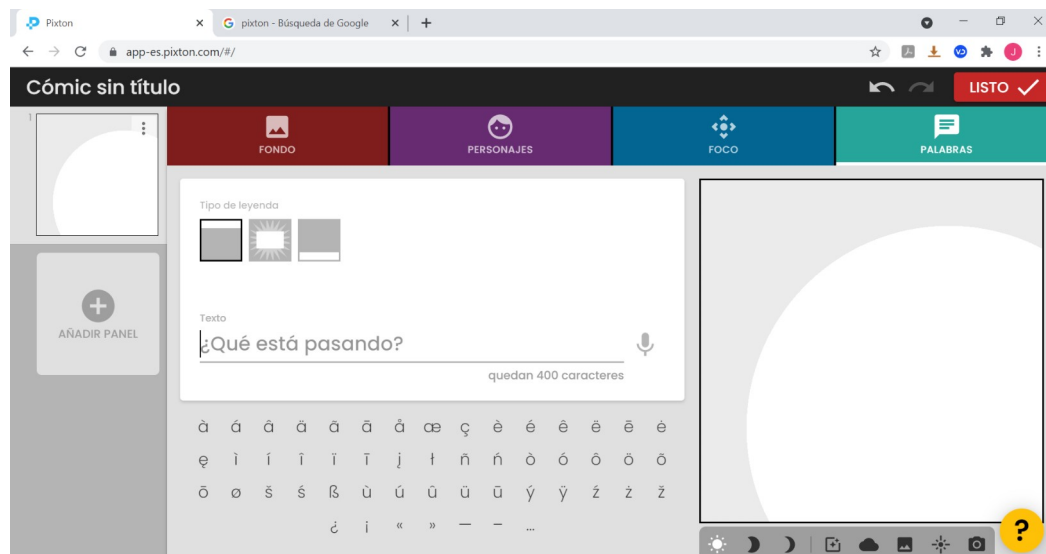 Pixton
pixton - Búsqueda de Google
app-es.pixton.com/#/
J
Cómic sin título
LISTO
1
FONDO
PERSONAJES
FOCO
PALABRAS
Tipo de leyenda
Texto
¿Qué está pasando?
quedan 400 caracteres
AÑADIR PANEL
à á â ä ã ā å æ ç è é ê ë ē ė
ę ì í î ï ī į ł ñ ń ò ó ô ö õ
ō ø š ś ß ù ú û ü ū ý ÿ ź ż ž
¿ ¡ « » — – ...
?